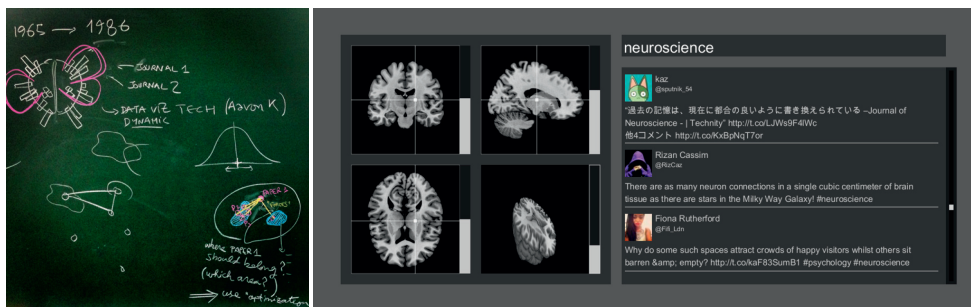 1965 → 1986
→ JOURNAL 1
JOURNAL 2
→ DATA VIZ TECH (AARON K)
DYNAMIC
PAPER 1
where PAPER 1
should belong?
(which area?)
⇒ use "optimization
neuroscience
kaz
@sputnik_54
"過去の記憶は、現在に都合の良いように書き換えられている –Journal of
Neuroscience - | Technity" http://t.co/LJWs9F4lWc
他4コメント http://t.co/KxBpNqT7or
Rizan Cassim
@RizCaz
There are as many neuron connections in a single cubic centimeter of brain
tissue as there are stars in the Milky Way Galaxy! #neuroscience
Fiona Rutherford
@Fifi_Ldn
Why do some such spaces attract crowds of happy visitors whilst others sit
barren &amp; empty? http://t.co/kaF83SumB1 #psychology #neuroscience